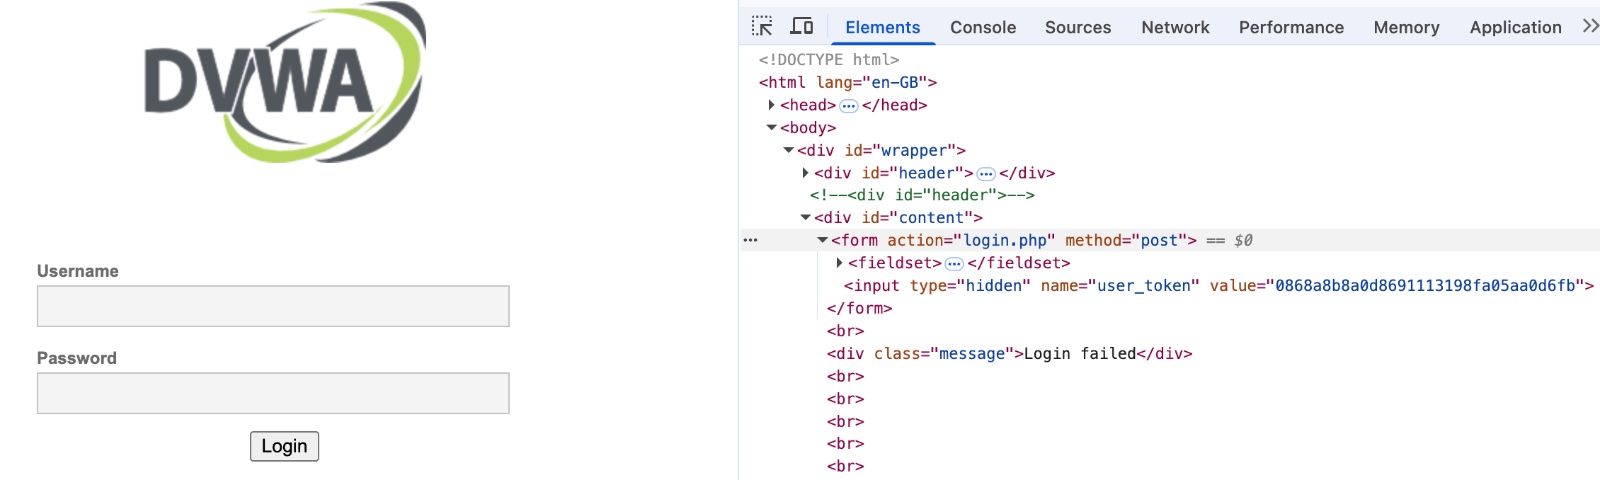 DVWA
Username
Password
Login
Elements Console Sources Network Performance Memory Application
<!DOCTYPE html>
<html lang="en-GB">
<head> ••• </head>
<body>
<div id="wrapper">
<div id="header"> ••• </div>
<!--<div id="header">-->
<div id="content">
••• <form action="login.php" method="post"> == $0
<fieldset> ••• </fieldset>
<input type="hidden" name="user_token" value="0868a8b8a0d8691113198fa05aa0d6fb">
</form>
<br>
<div class="message">Login failed</div>
<br>
<br>
<br>
<br>
<br>